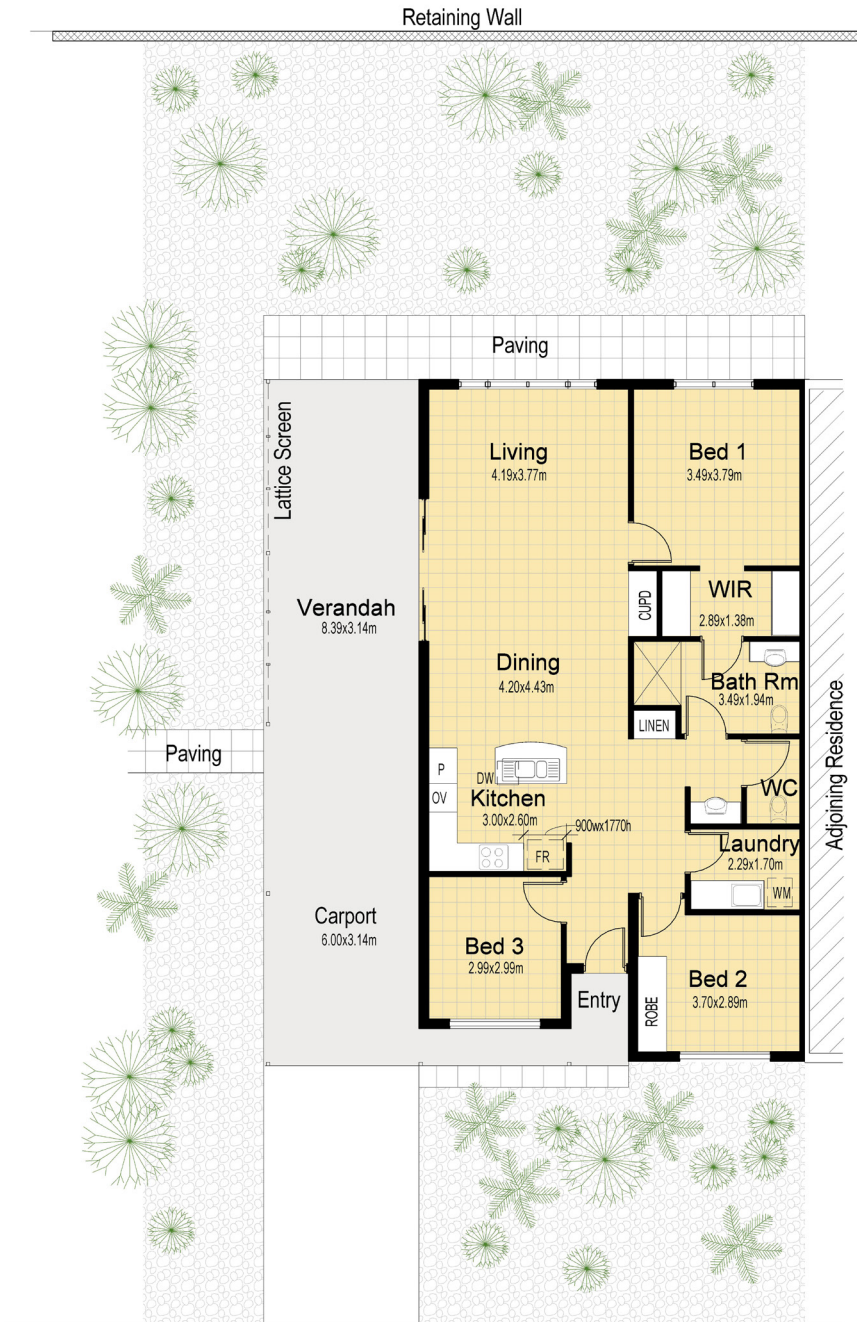 Retaining Wall
Paving
Lattice Screen
Living
4.19x3.77m
Bed 1
3.49x3.79m
WIR
2.89x1.38m
CUPD
Verandah
8.39x3.14m
Dining
4.20x4.43m
Bath Rm
3.49x1.94m
LINEN
Paving
P
DW
OV
Kitchen
3.00x2.60m
900wx1770h
FR
WC
Laundry
2.29x1.70m
WM
Adjoining Residence
Carport
6.00x3.14m
Bed 3
2.99x2.99m
Entry
ROBE
Bed 2
3.70x2.89m